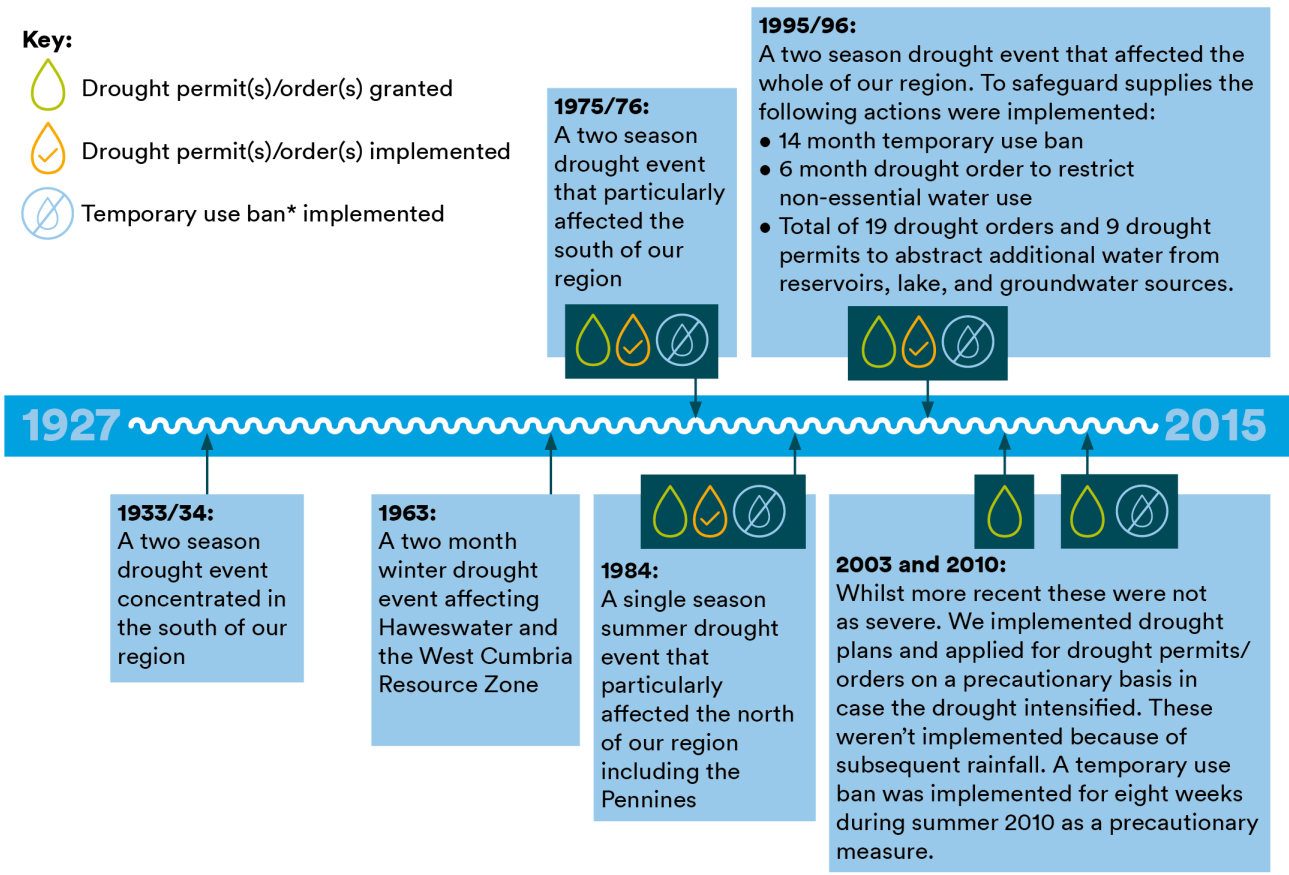 Key:
Drought permit(s)/order(s) granted
Drought permit(s)/order(s) implemented
Temporary use ban* implemented
1975/76:
A two season
drought event
that particularly
affected the
south of our
region
1995/96:
A two season drought event that affected the
whole of our region. To safeguard supplies the
following actions were implemented:
● 14 month temporary use ban
● 6 month drought order to restrict
non-essential water use
● Total of 19 drought orders and 9 drought
permits to abstract additional water from
reservoirs, lake, and groundwater sources.
1927
2015
1933/34:
A two season
drought event
concentrated in
the south of our
region
1963:
A two month
winter drought
event affecting
Haweswater and
the West Cumbria
Resource Zone
1984:
A single season
summer drought
event that
particularly
affected the north
of our region
including the
Pennines
2003 and 2010:
Whilst more recent these were not
as severe. We implemented drought
plans and applied for drought permits/
orders on a precautionary basis in
case the drought intensified. These
weren’t implemented because of
subsequent rainfall. A temporary use
ban was implemented for eight weeks
during summer 2010 as a precautionary
measure.